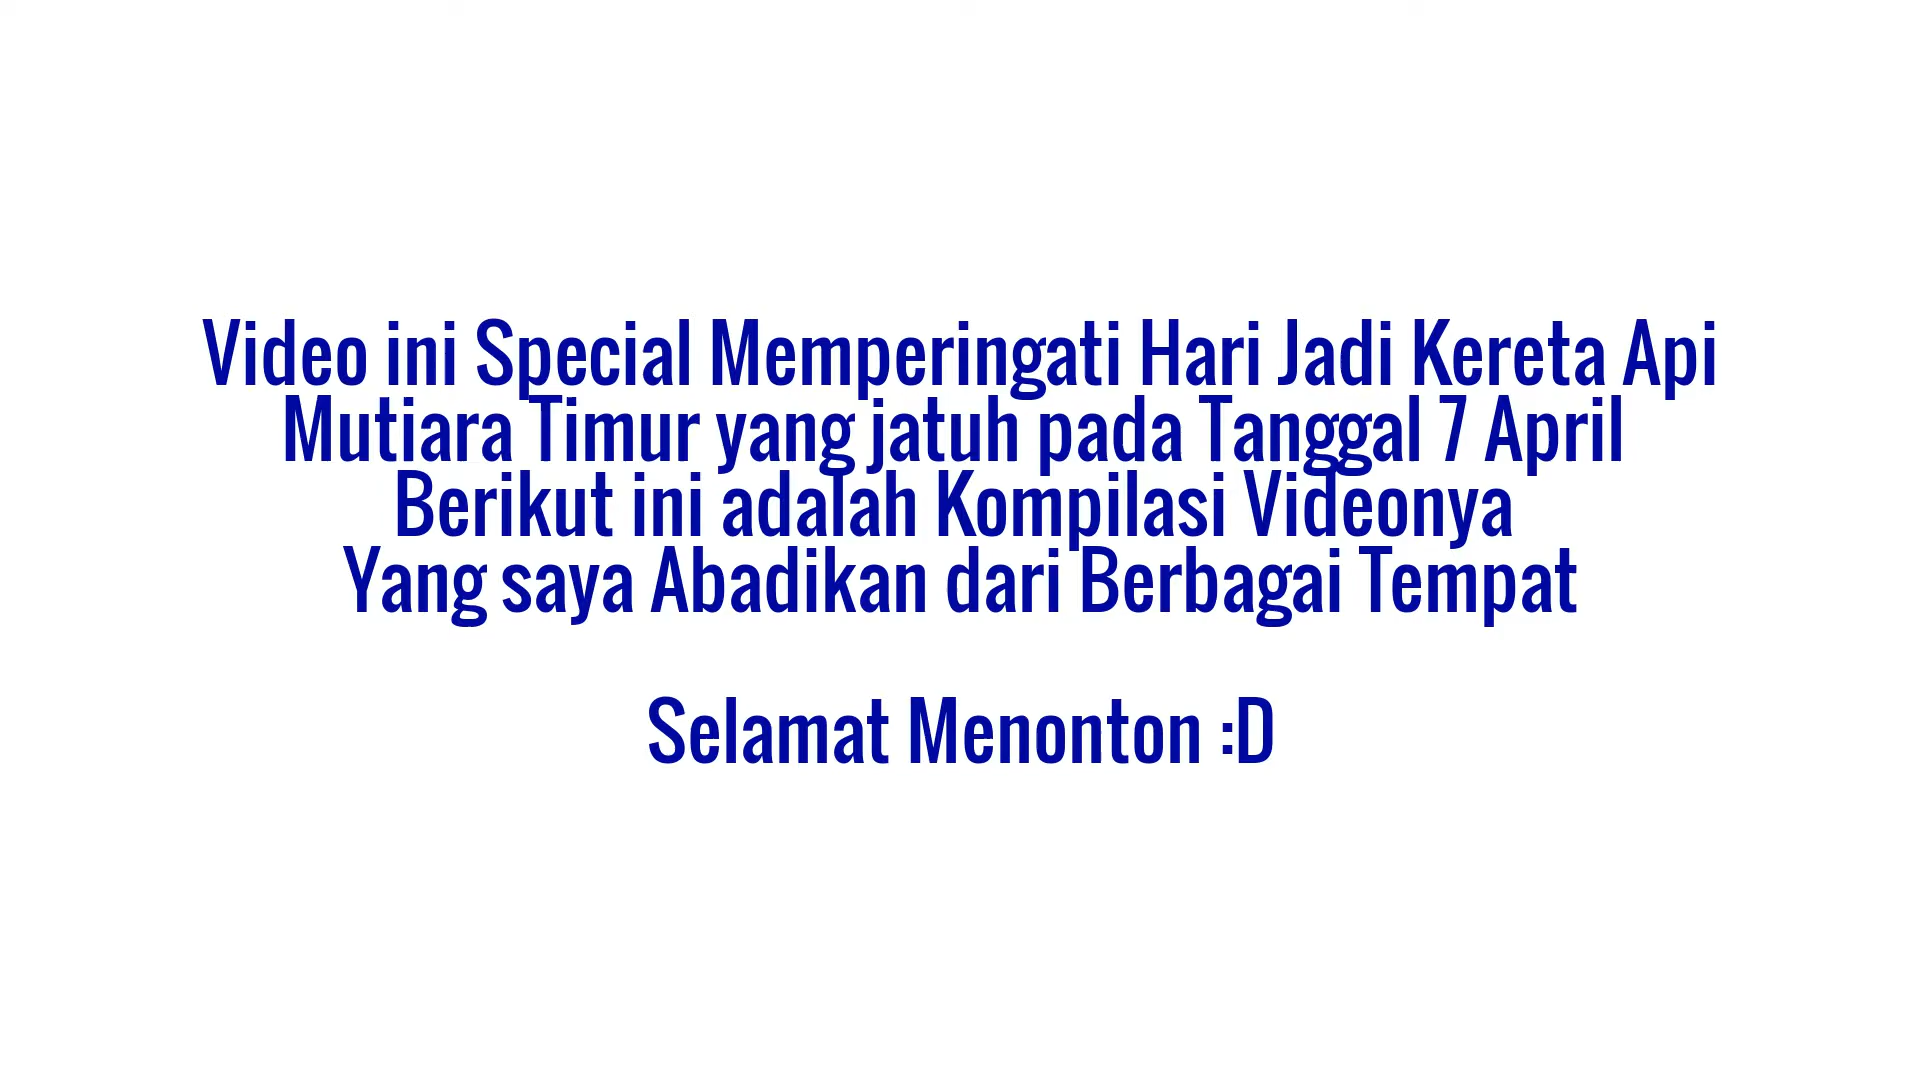 Video ini Special Memperingati Hari Jadi Kereta Api
Mutiara Timur yang jatuh pada Tanggal 7 April
Berikut ini adalah Kompilasi Videonya
Yang saya Abadikan dari Berbagai Tempat
Selamat Menonton :D